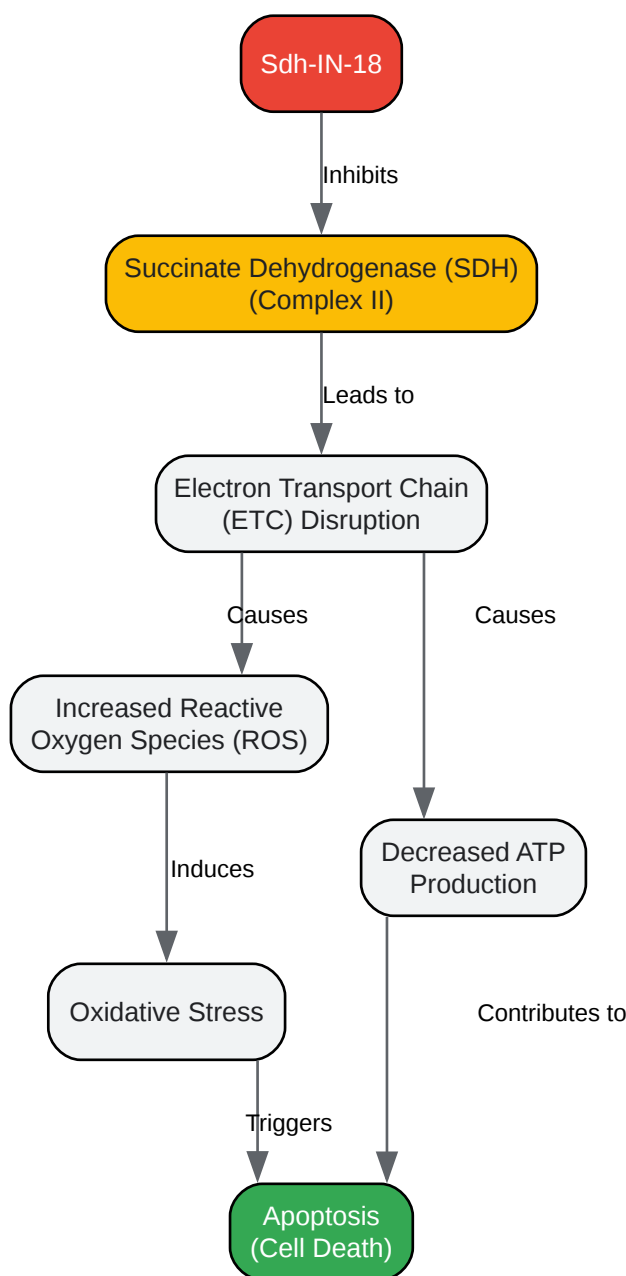 Sdh-IN-18
Inhibits
Succinate Dehydrogenase (SDH)
(Complex II)
Leads to
Electron Transport Chain
(ETC) Disruption
Causes
Causes
Increased Reactive
Oxygen Species (ROS)
Induces
Decreased ATP
Production
Oxidative Stress
Contributes to
Triggers
Apoptosis
(Cell Death)